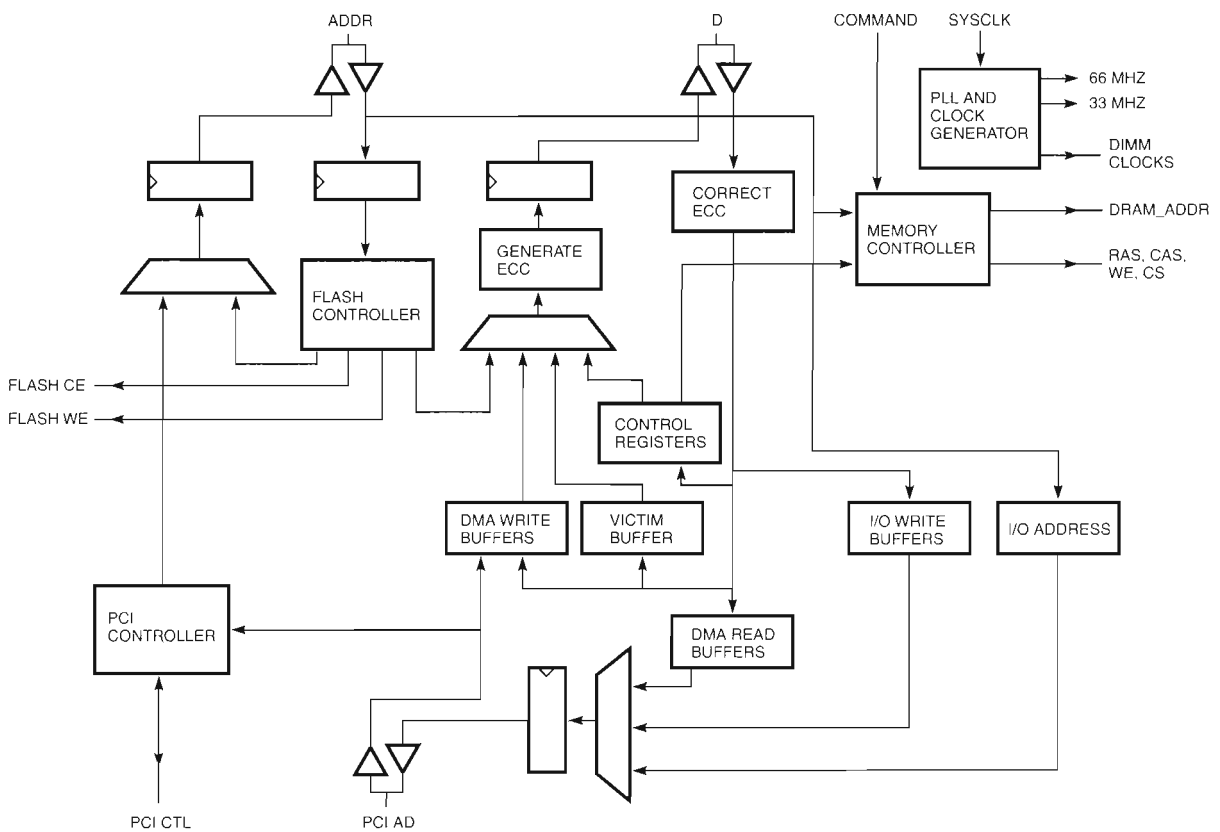 ADDR
D
COMMAND
SYSCLK
PLL AND
CLOCK
GENERATOR
66 MHZ
33 MHZ
DIMM
CLOCKS
CORRECT
ECC
MEMORY
CONTROLLER
DRAM_ADDR
RAS, CAS,
WE, CS
GENERATE
ECC
FLASH
CONTROLLER
FLASH CE
FLASH WE
CONTROL
REGISTERS
DMA WRITE
BUFFERS
VICTIM
BUFFER
I/O WRITE
BUFFERS
I/O ADDRESS
PCI
CONTROLLER
DMA READ
BUFFERS
PCI CTL
PCI AD